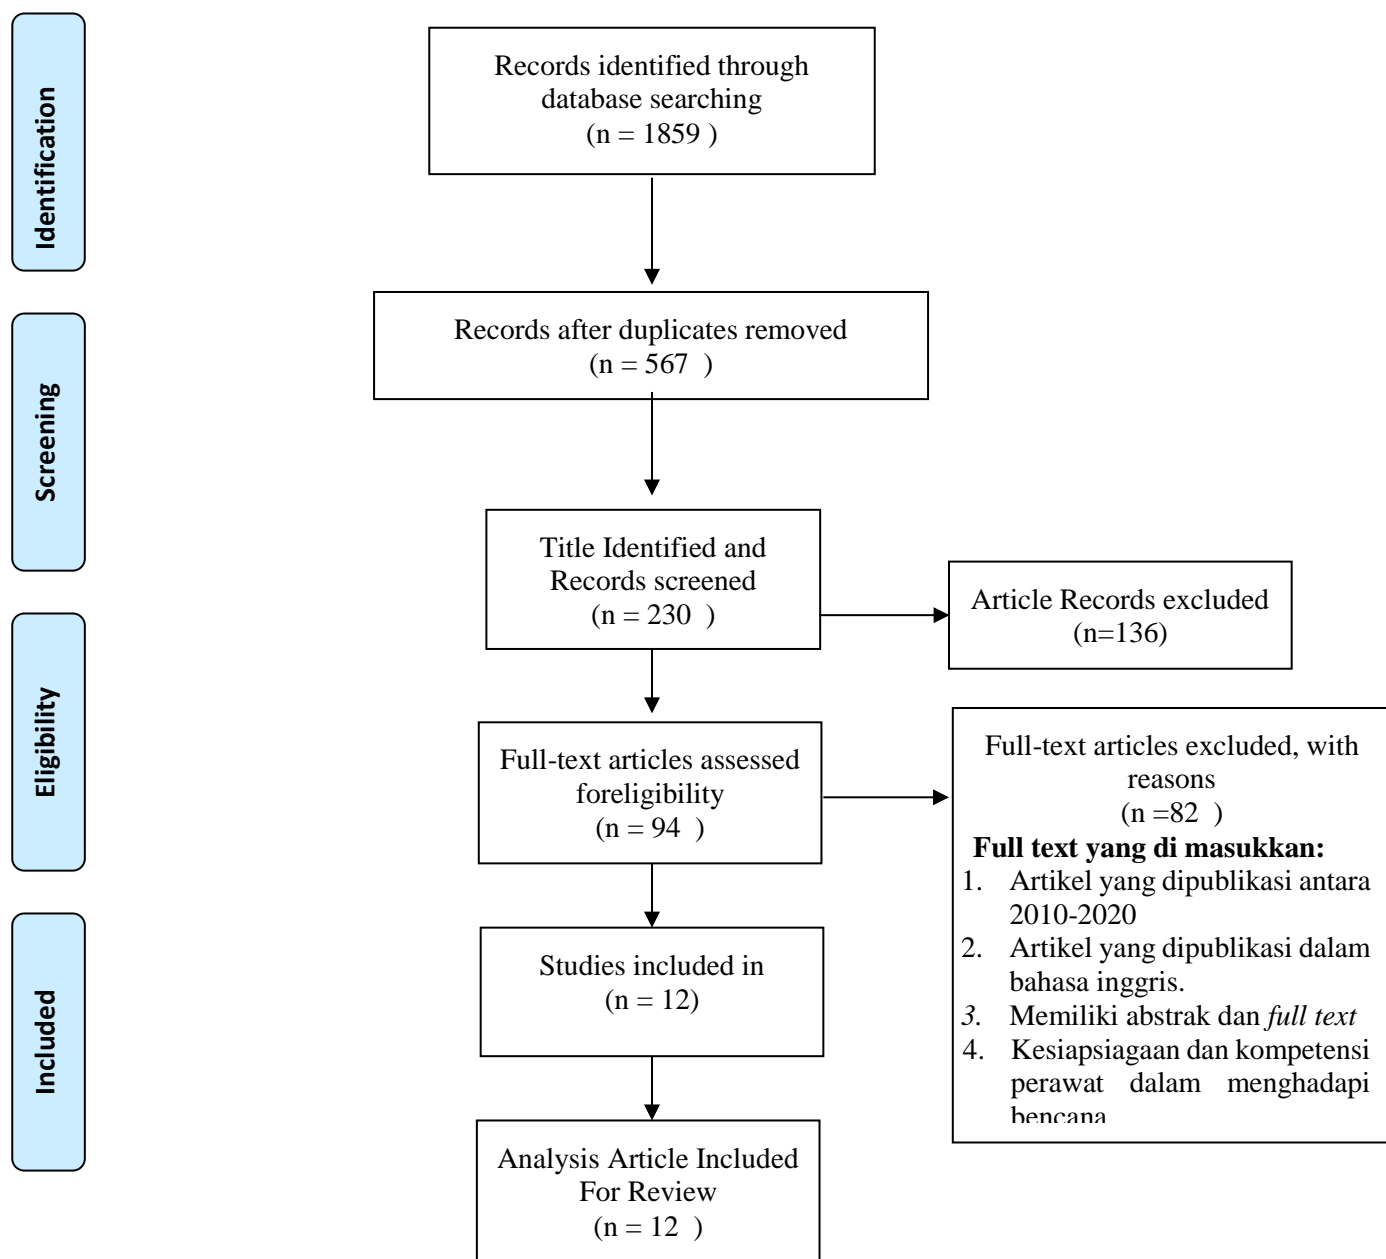 Identification
Records identified through
database searching
(n = 1859 )
Records after duplicates removed
(n = 567 )
Screening
Title Identified and
Records screened
(n = 230 )
Article Records excluded
(n=136)
Eligibility
Full-text articles assessed
foreligibility
(n = 94 )
Full-text articles excluded, with
reasons
(n =82 )
Full text yang di masukkan:
1. Artikel yang dipublikasi antara
2010-2020
2. Artikel yang dipublikasi dalam
bahasa inggris.
3. Memiliki abstrak dan full text
4. Kesiapsiagaan dan kompetensi
perawat dalam menghadapi
bencana
Included
Studies included in
(n = 12)
Analysis Article Included
For Review
(n = 12 )